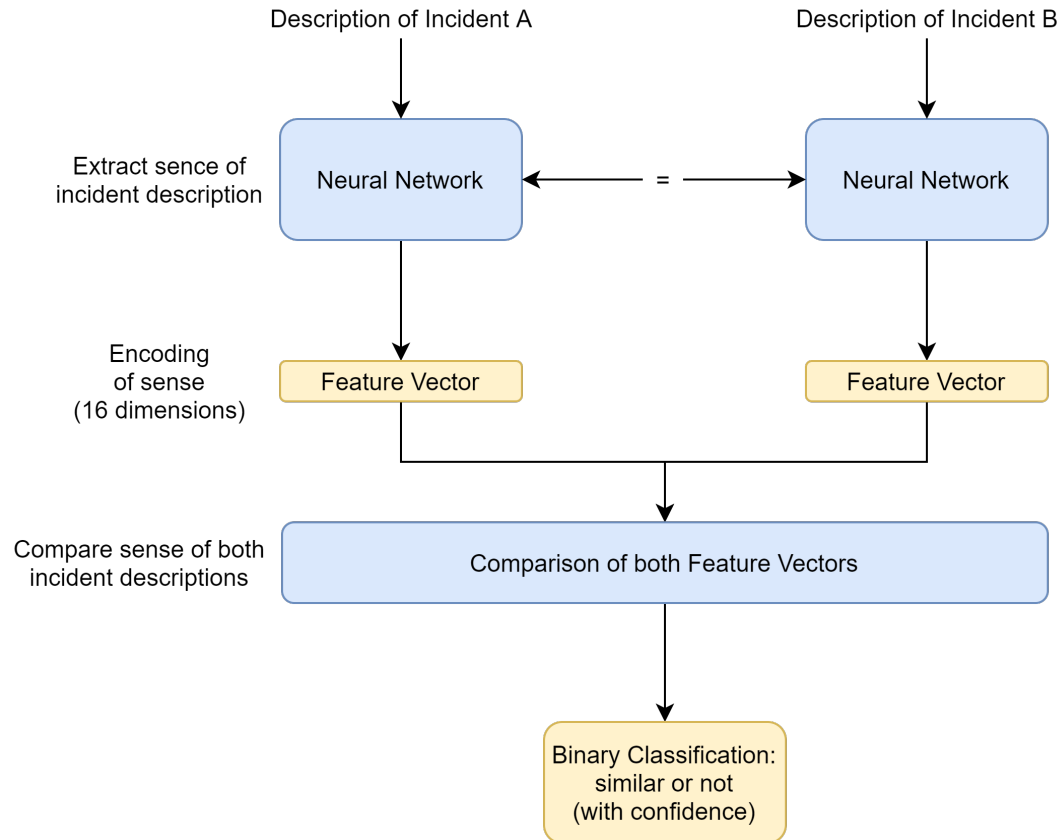 Description of Incident A
Description of Incident B
Extract sence of
incident description
Neural Network
=
Neural Network
Encoding
of sense
(16 dimensions)
Feature Vector
Feature Vector
Compare sense of both
incident descriptions
Comparison of both Feature Vectors
Binary Classification:
similar or not
(with confidence)